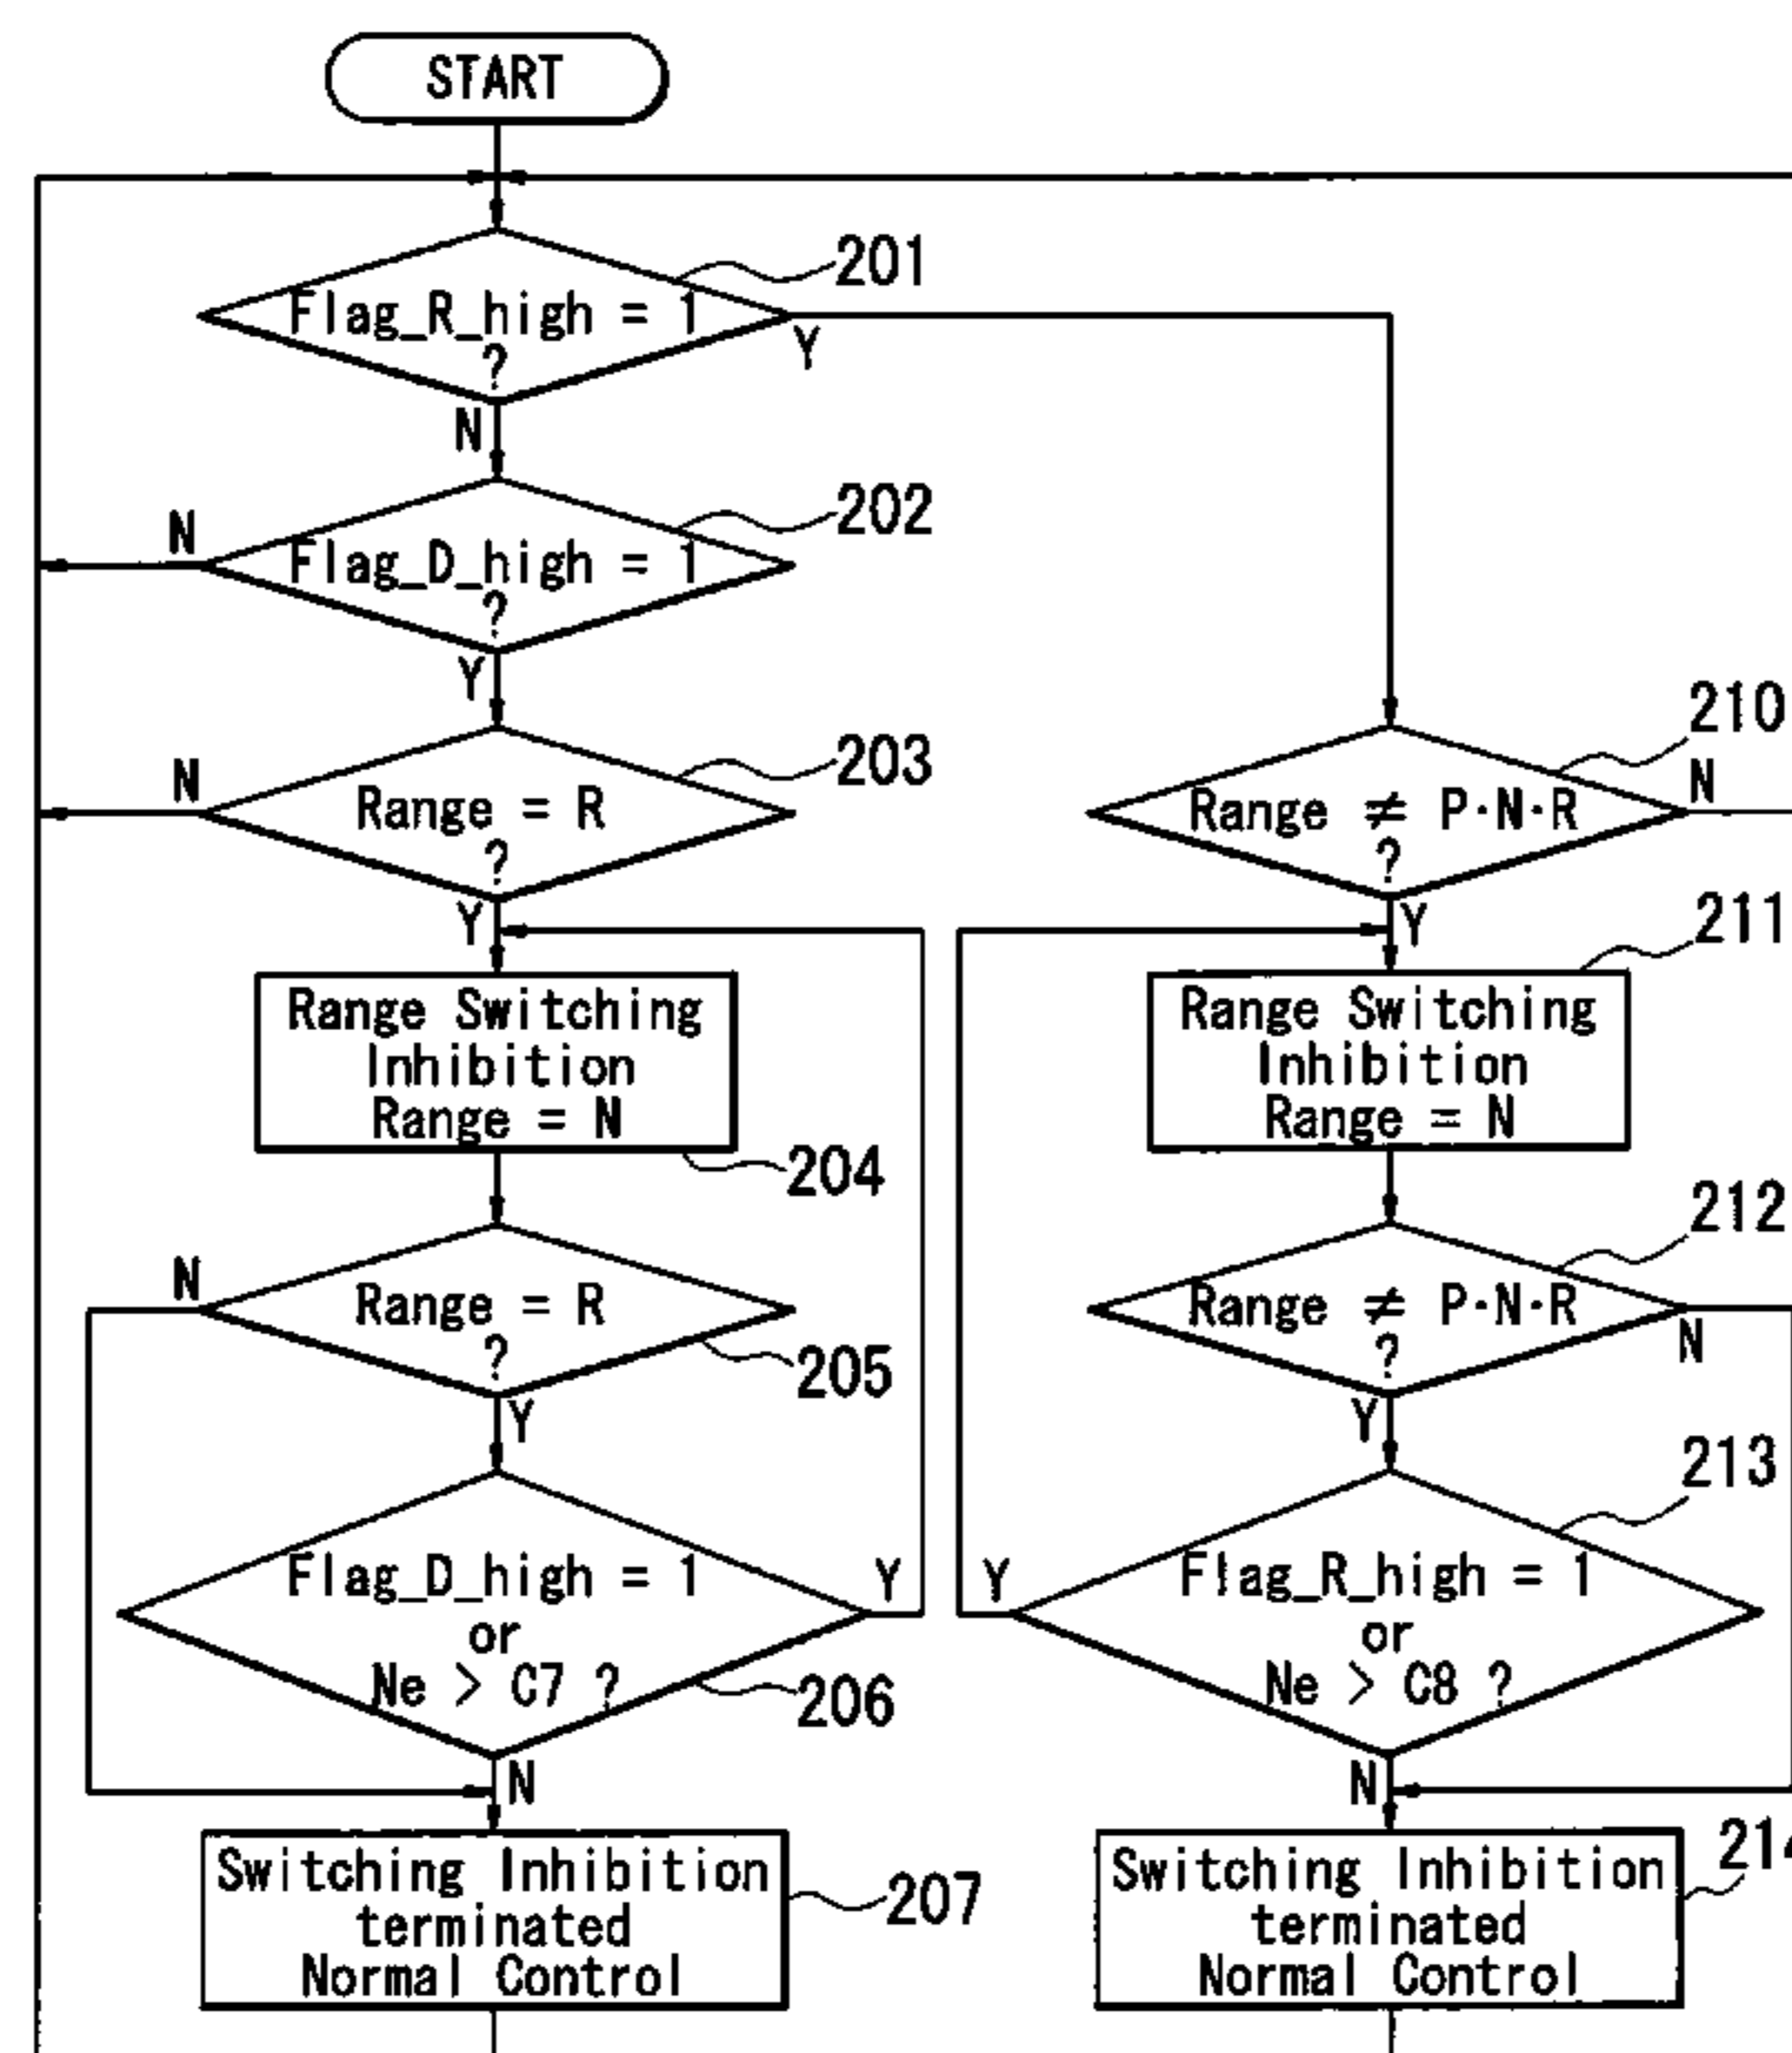 START
201
Flag_R_high = 1
?
Y
N
202
N
Flag_D_high = 1
?
Y
203
N
Range = R
?
Y
Range Switching
Inhibition
Range = N
204
N
Range = R
?
205
Y
Flag_D_high = 1
or
Ne > C7 ?
Y
206
N
Switching Inhibition
terminated
Normal Control
207
210
Range ≠ P·N·R
?
N
Y
211
Range Switching
Inhibition
Range = N
212
Range ≠ P·N·R
?
N
Y
213
Y
Flag_R_high = 1
or
Ne > C8 ?
N
Switching Inhibition
terminated
Normal Control
214